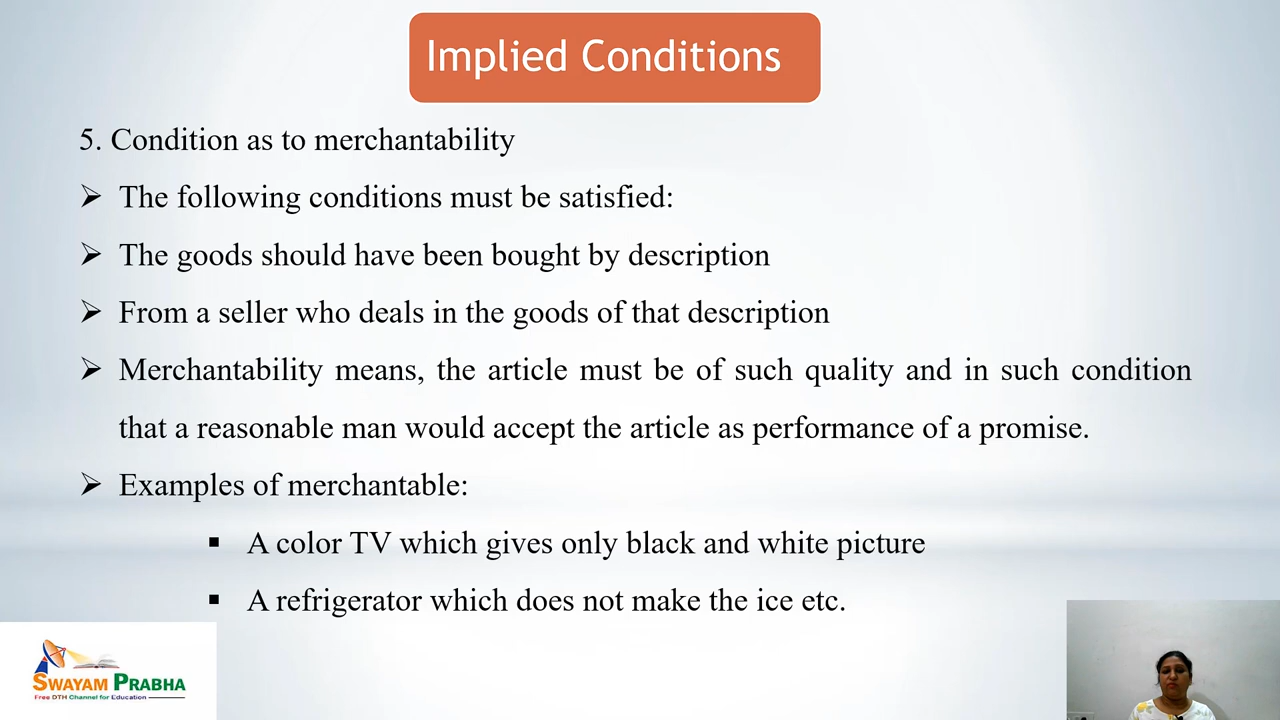 Implied Conditions
5. Condition as to merchantability
➢ The following conditions must be satisfied:
➢ The goods should have been bought by description
➢ From a seller who deals in the goods of that description
➢ Merchantability means, the article must be of such quality and in such condition
that a reasonable man would accept the article as performance of a promise.
➢ Examples of merchantable:
▪ A color TV which gives only black and white picture
▪ A refrigerator which does not make the ice etc.
SWAYAM PRABHA
Free DTH Channel for Education